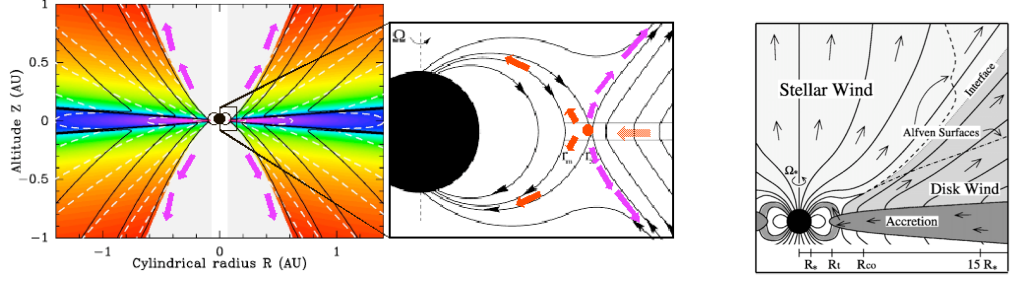 1
0.5
0
−0.5
−1
Altitude Z (AU)
−1
0
1
Cylindrical radius R (AU)
Ω
r_m
Stellar Wind
Interface
Alfven Surfaces
Ω*
Disk Wind
Accretion
R* Rt Rco 15 R*